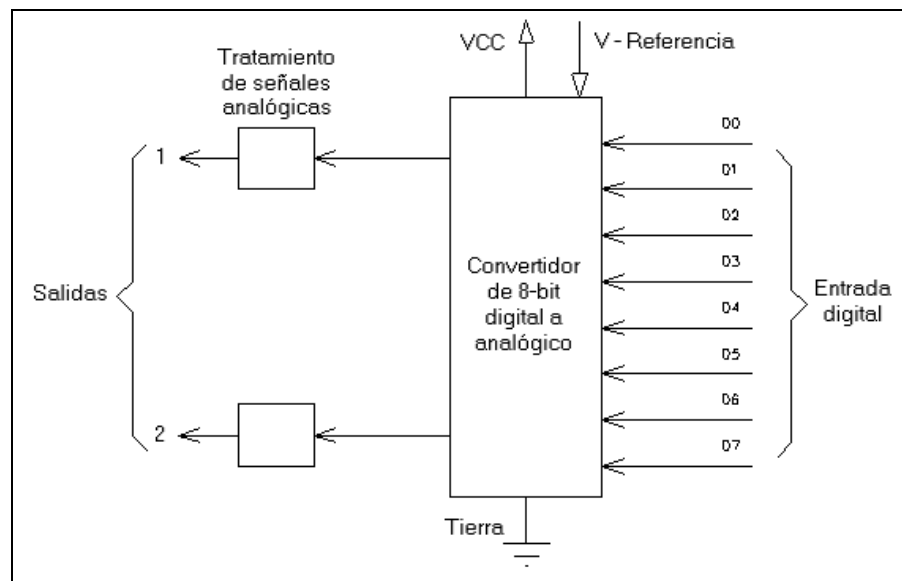 VCC
V - Referencia
Tratamiento
de señales
analógicas
1
2
Salidas
Convertidor
de 8-bit
digital a
analógico
D0
D1
D2
D3
D4
D5
D6
D7
Entrada
digital
Tierra